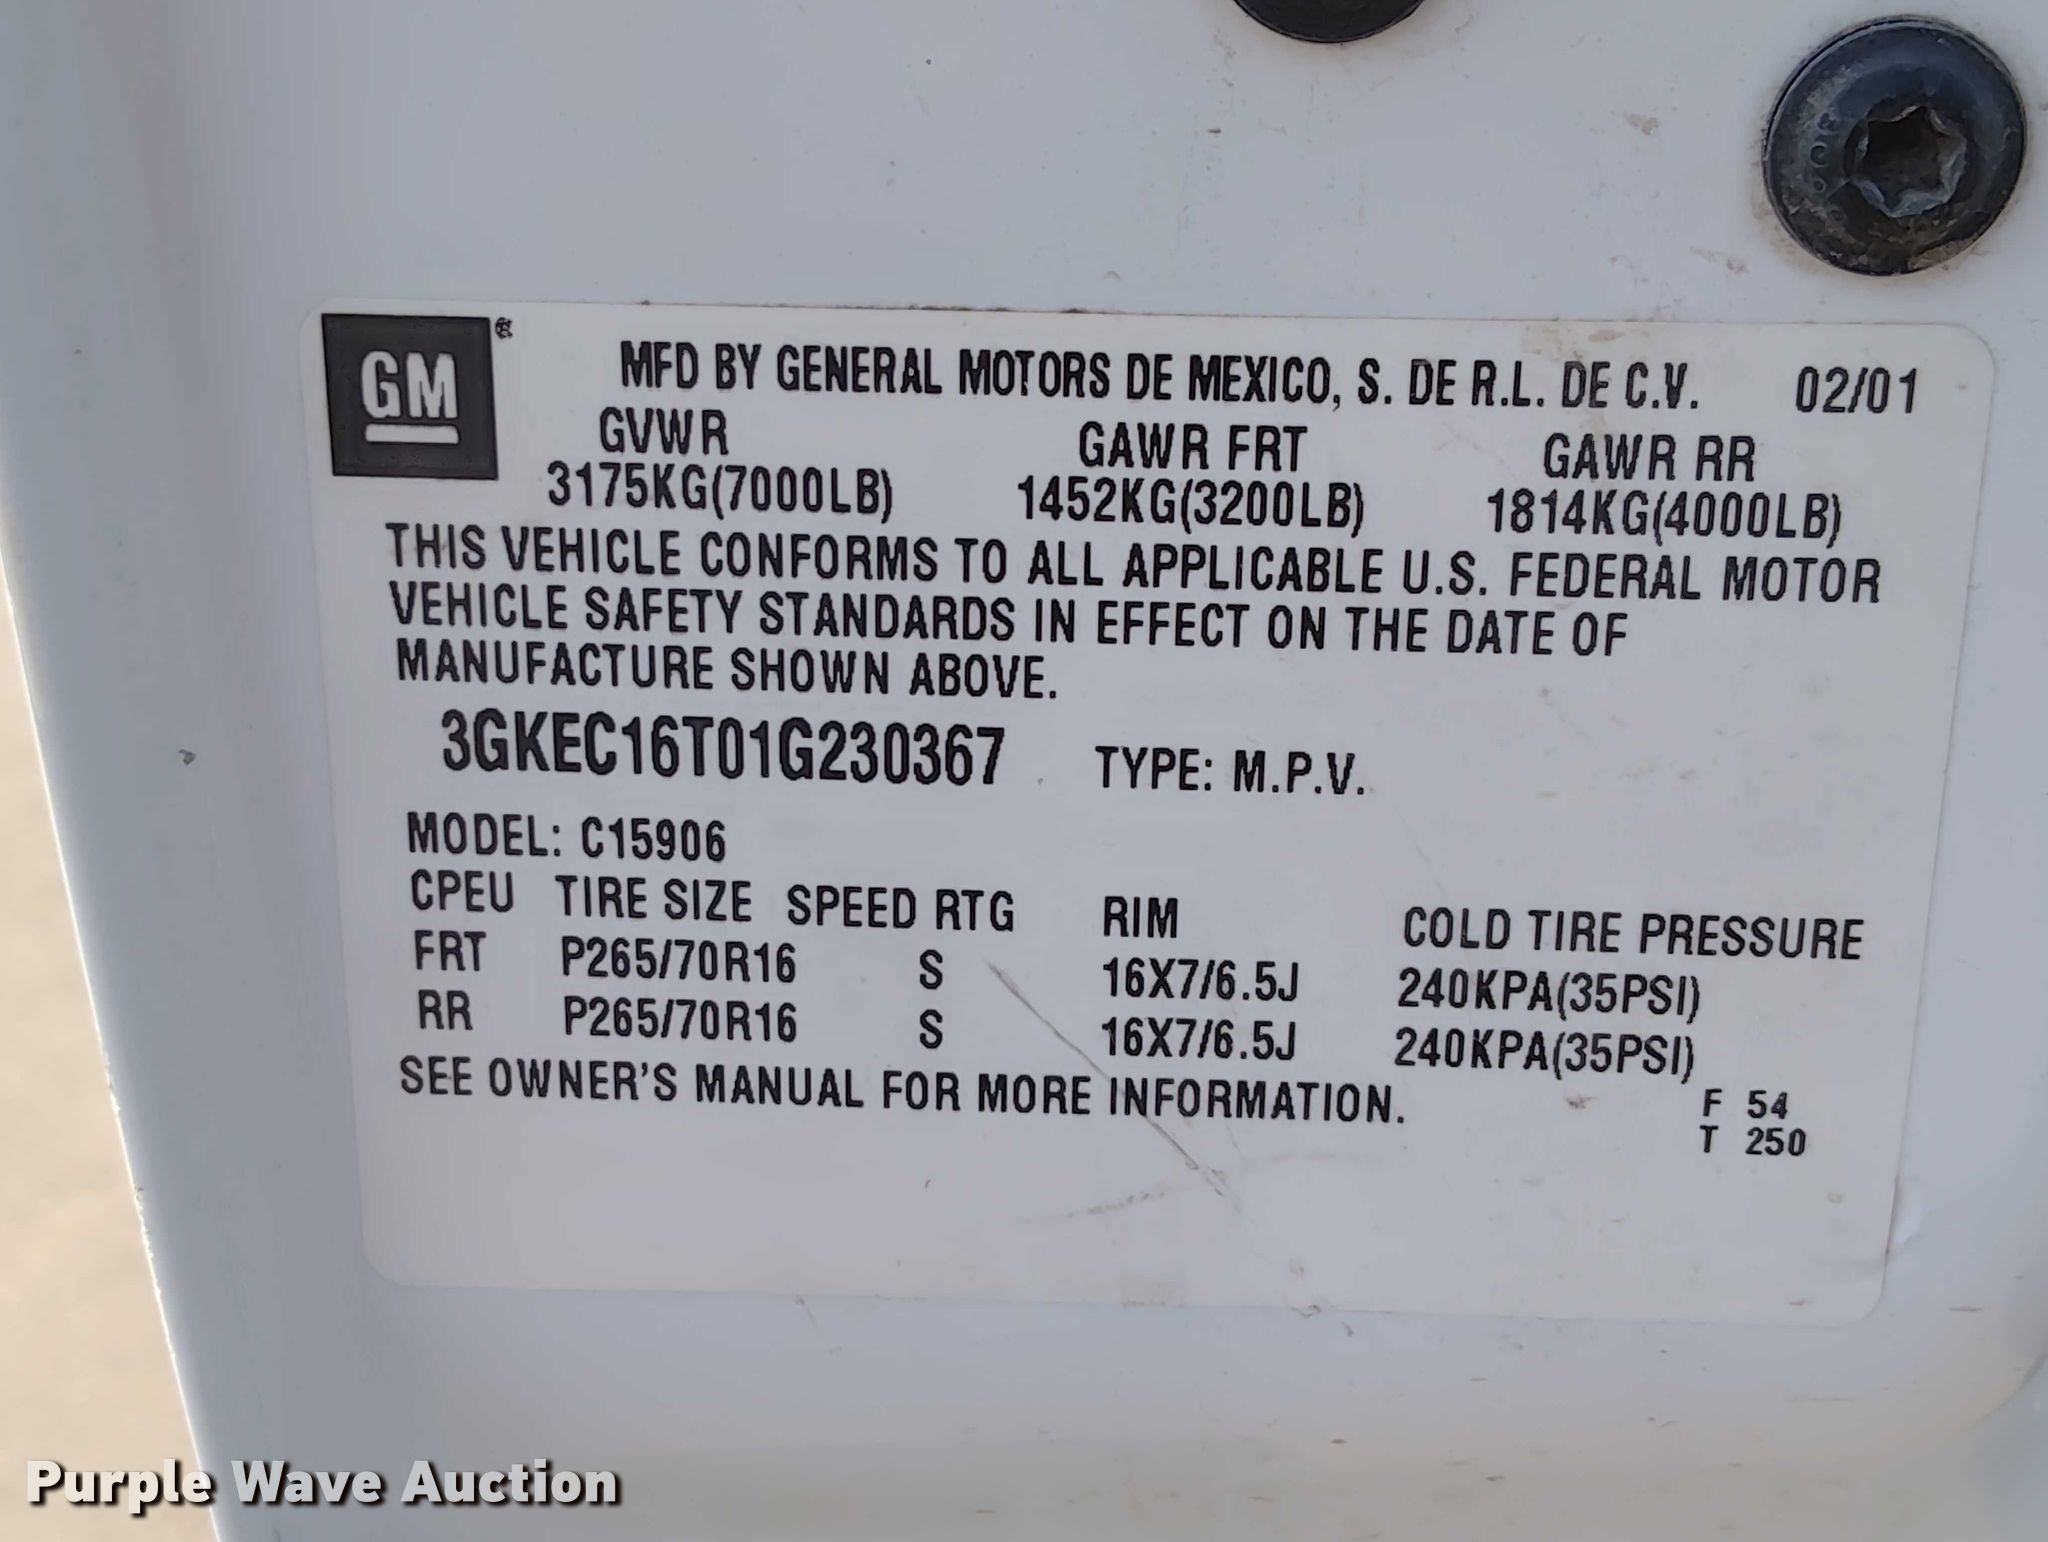 GM®
MFD BY GENERAL MOTORS DE MEXICO, S. DE R.L. DE C.V. 02/01
GVWR GAWR FRT GAWR RR
3175KG(7000LB) 1452KG(3200LB) 1814KG(4000LB)
THIS VEHICLE CONFORMS TO ALL APPLICABLE U.S. FEDERAL MOTOR
VEHICLE SAFETY STANDARDS IN EFFECT ON THE DATE OF
MANUFACTURE SHOWN ABOVE.
3GKEC16T01G230367 TYPE: M.P.V.
MODEL: C15906
CPEU TIRE SIZE SPEED RTG RIM COLD TIRE PRESSURE
FRT P265/70R16 S 16X7/6.5J 240KPA(35PSI)
RR P265/70R16 S 16X7/6.5J 240KPA(35PSI)
SEE OWNER'S MANUAL FOR MORE INFORMATION.
F 54
T 250
Purple Wave Auction